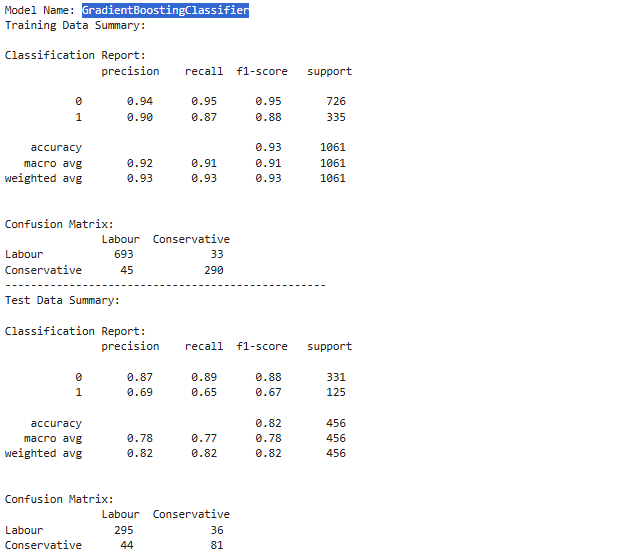 Model Name: GradientBoostingClassifier
Training Data Summary:
Classification Report:
precision recall f1-score support
0 0.94 0.95 0.95 726
1 0.90 0.87 0.88 335
accuracy 0.93 1061
macro avg 0.92 0.91 0.91 1061
weighted avg 0.93 0.93 0.93 1061
Confusion Matrix:
Labour Conservative
Labour 693 33
Conservative 45 290
--------------------------------------------------
Test Data Summary:
Classification Report:
precision recall f1-score support
0 0.87 0.89 0.88 331
1 0.69 0.65 0.67 125
accuracy 0.82 456
macro avg 0.78 0.77 0.78 456
weighted avg 0.82 0.82 0.82 456
Confusion Matrix:
Labour Conservative
Labour 295 36
Conservative 44 81